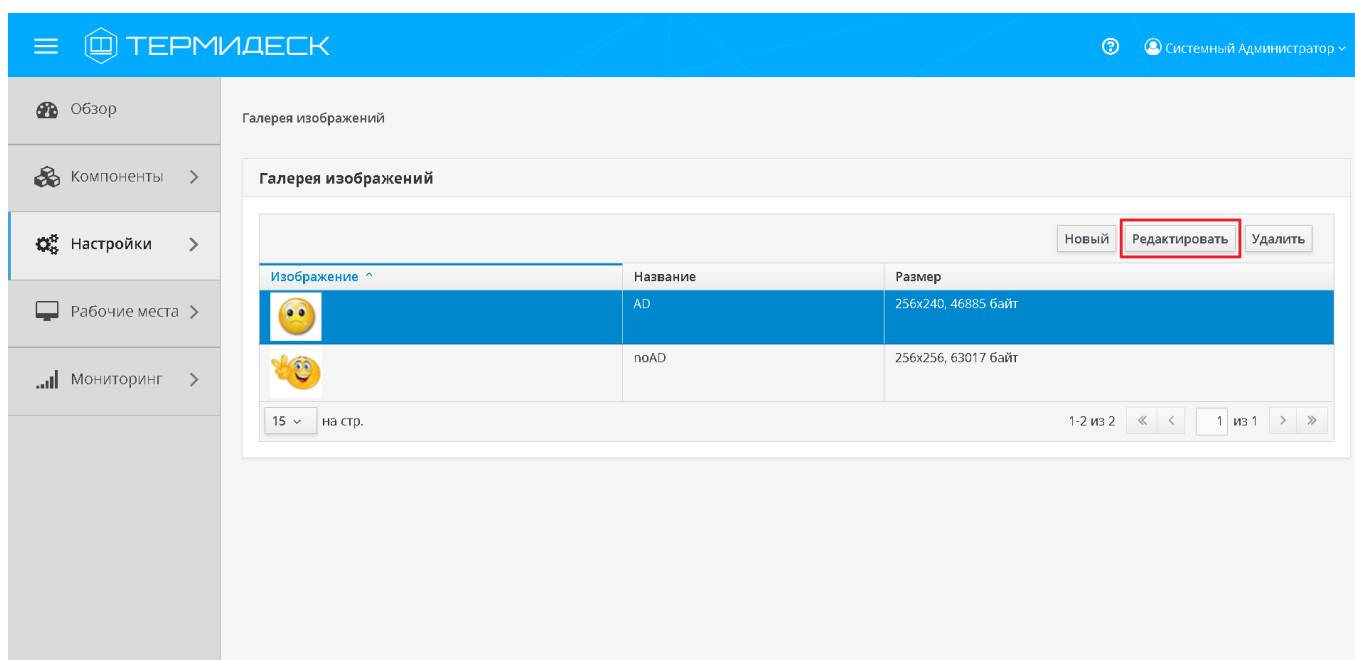 ТЕРМИДЕСК
Системный Администратор
Обзор
Компоненты
Настройки
Рабочие места
Мониторинг
Галерея изображений
Галерея изображений
Новый Редактировать Удалить
Изображение Название Размер
AD 256x240, 46885 байт
noAD 256x256, 63017 байт
15 на стр. 1-2 из 2 1 из 1